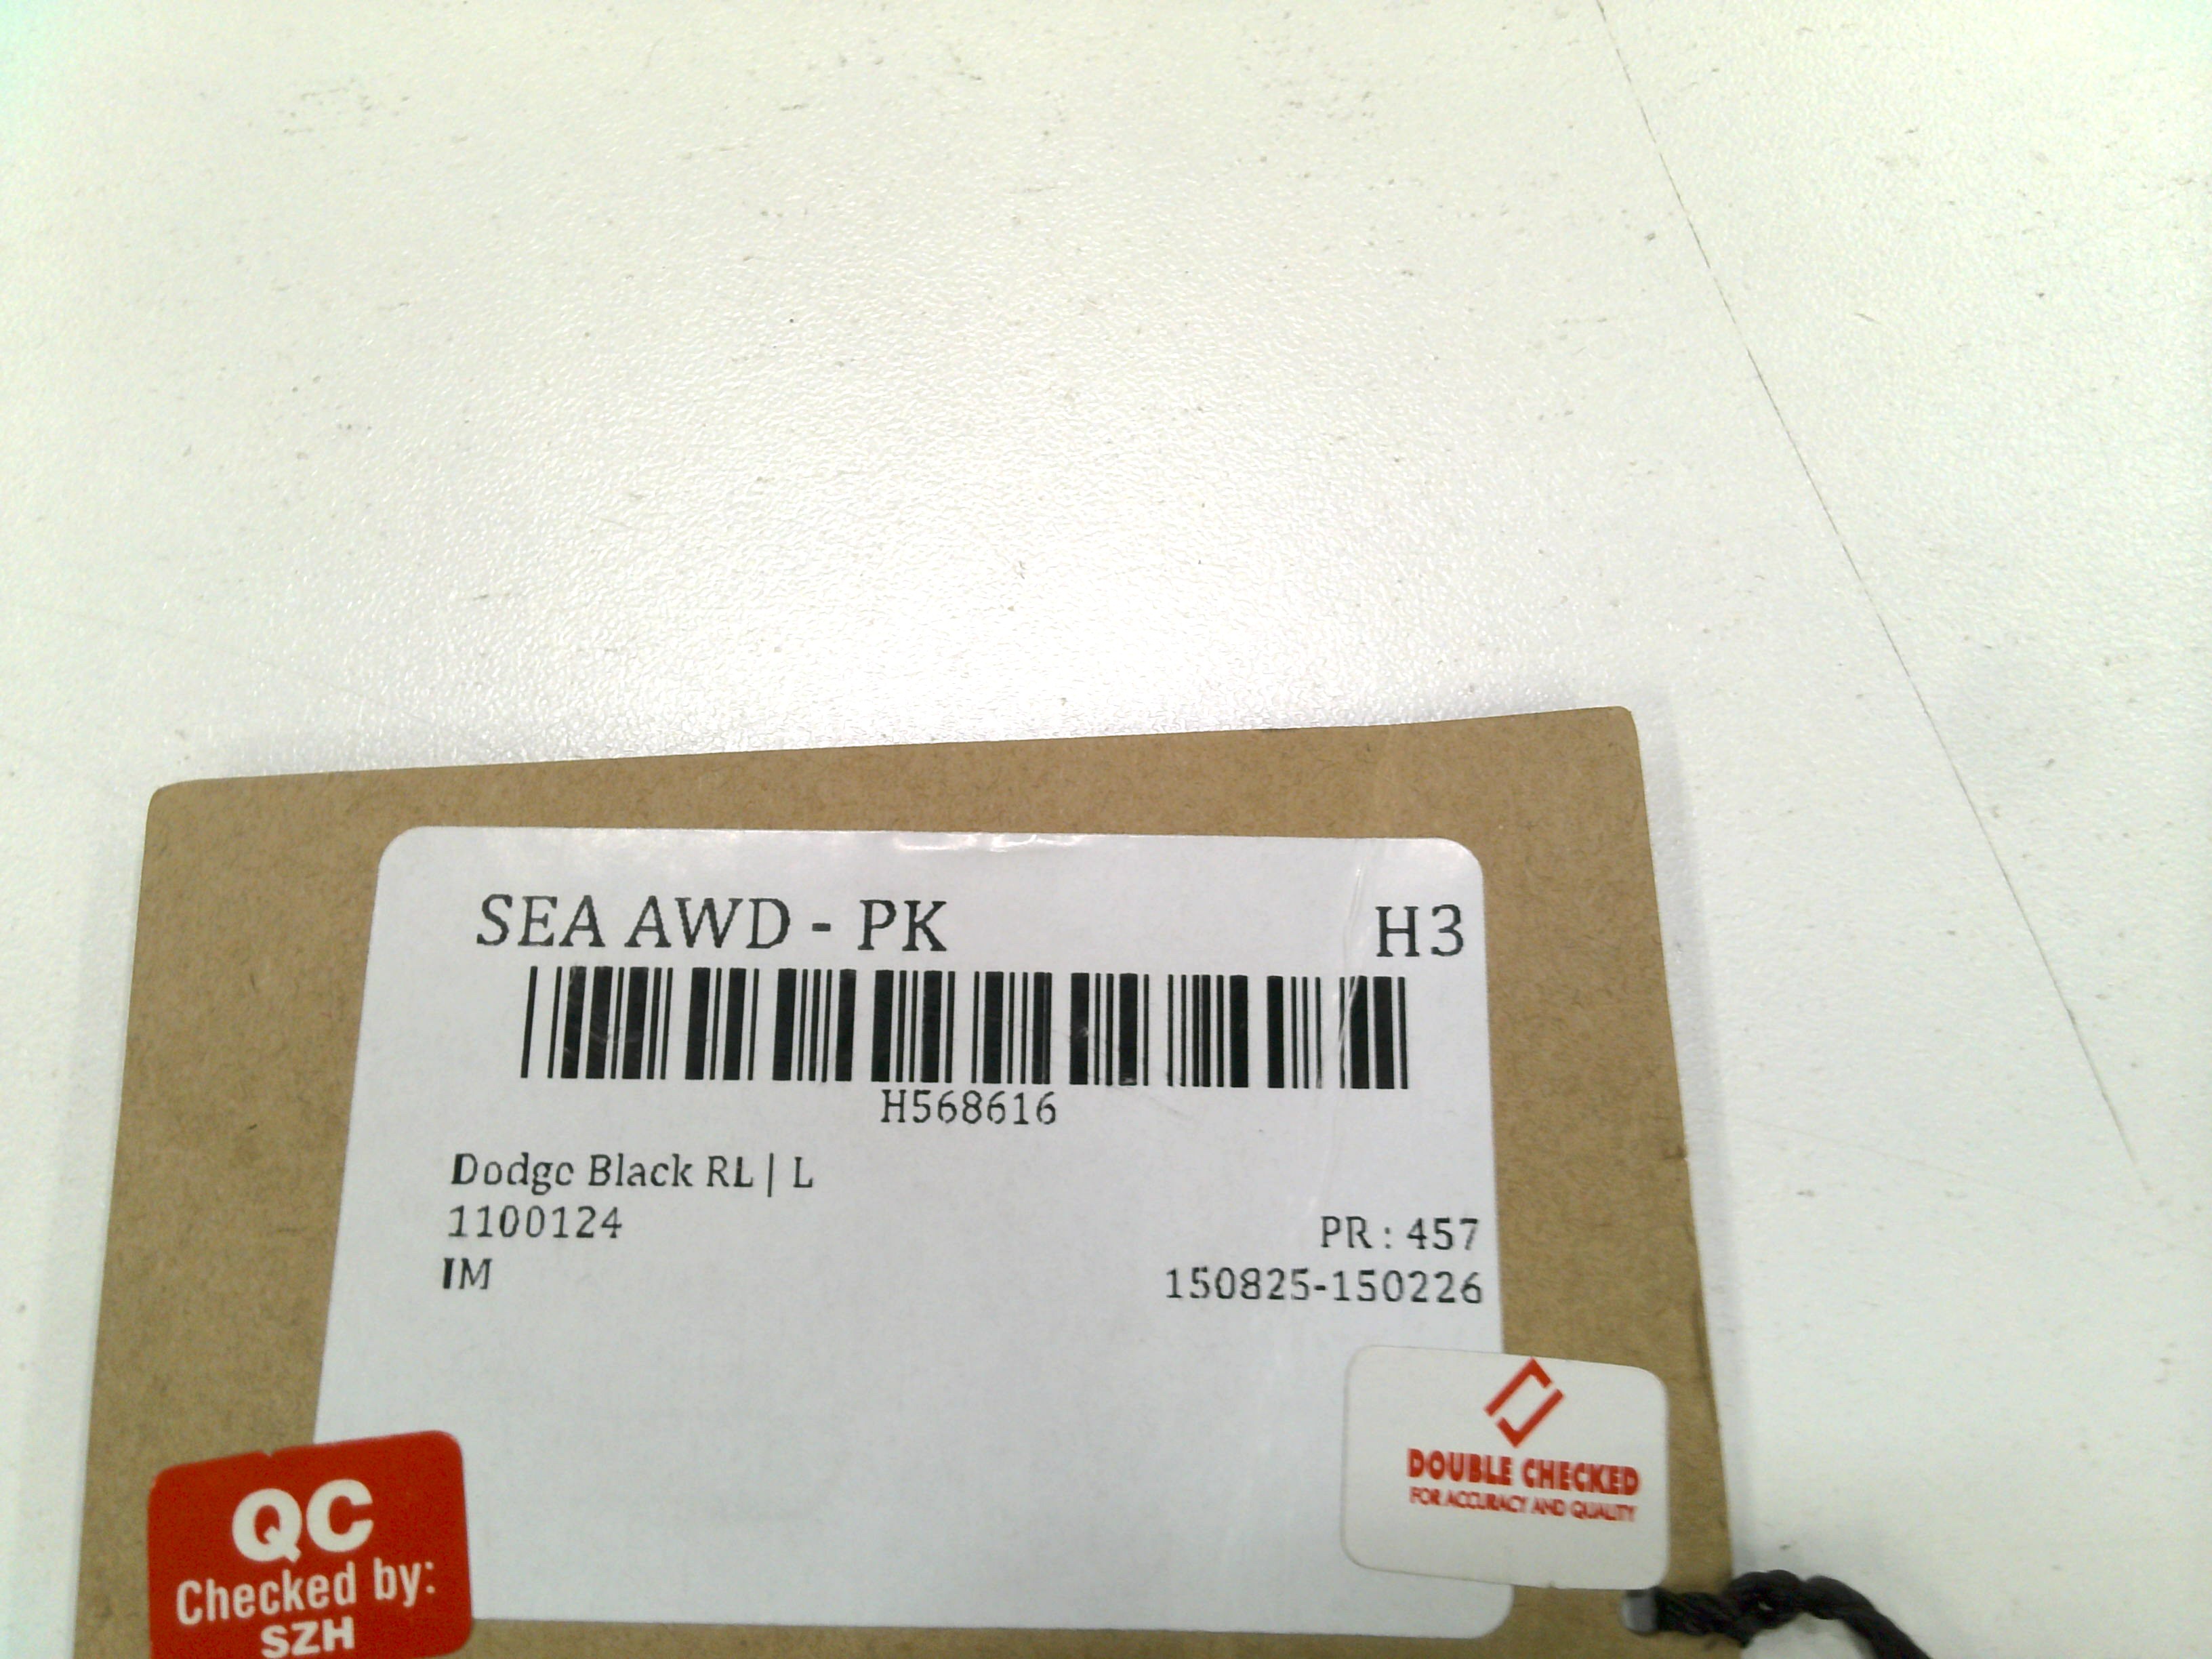 SEA AWD - PK H3
H568616
Dodge Black RL | L
1100124
PR : 457
IM
150825-150226
DOUBLE CHECKED
FOR ACCURACY AND QUALITY
QC
Checked by:
SZH